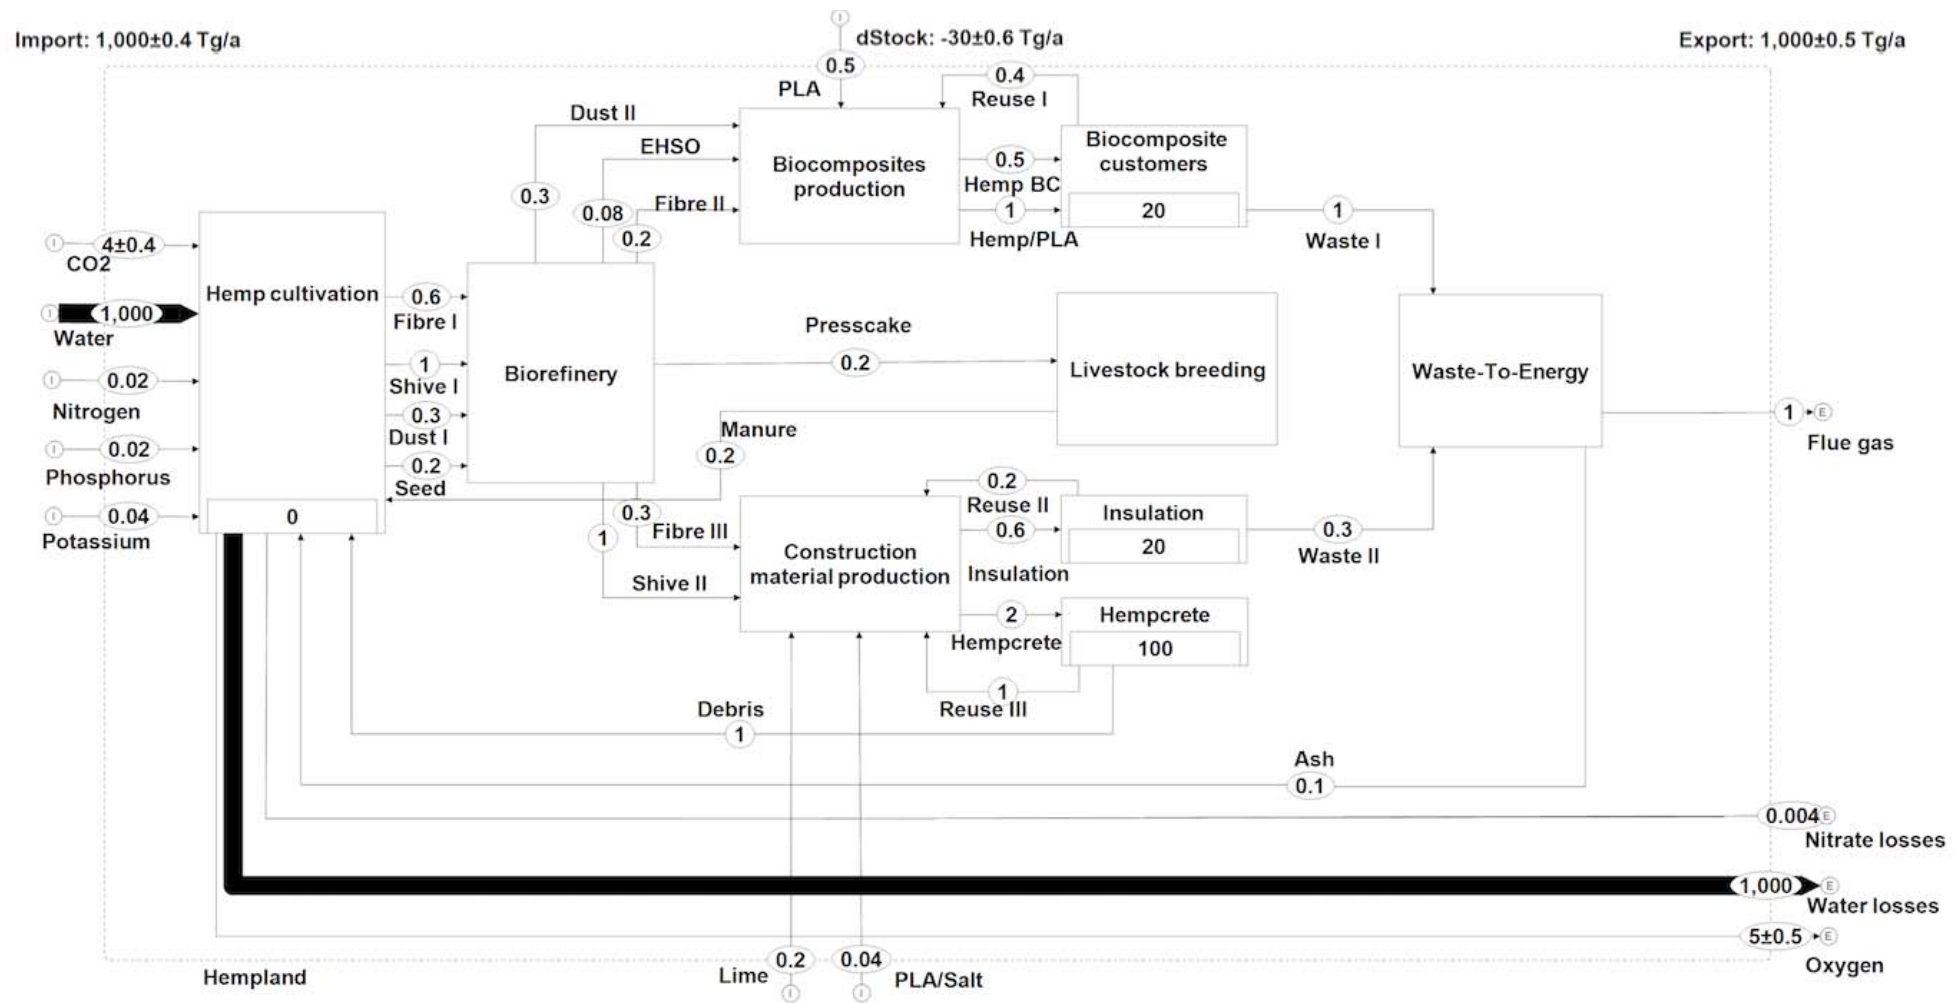 Import: 1,000±0.4 Tg/a
I
dStock: -30±0.6 Tg/a
Export: 1,000±0.5 Tg/a
0.5
PLA
0.4
Reuse I
Dust II
EHSO
Fibre II
0.3
0.08
0.2
Biocomposites
production
0.5
Hemp BC
1
Hemp/PLA
Biocomposite
customers
20
1
Waste I
I
4±0.4
CO2
I
1,000
Water
I
0.02
Nitrogen
I
0.02
Phosphorus
I
0.04
Potassium
Hemp cultivation
0
0.6
Fibre I
1
Shive I
0.3
Dust I
0.2
Seed
Biorefinery
Presscake
0.2
Livestock breeding
Manure
0.2
Waste-To-Energy
1
E
Flue gas
0.3
Fibre III
1
Shive II
Construction
material production
0.2
Reuse II
0.6
Insulation
Insulation
20
0.3
Waste II
2
Hempcrete
Hempcrete
100
1
Reuse III
Debris
1
Ash
0.1
0.004
E
Nitrate losses
1,000
E
Water losses
5±0.5
E
Oxygen
Hempland
Lime
0.2
I
0.04
PLA/Salt
I